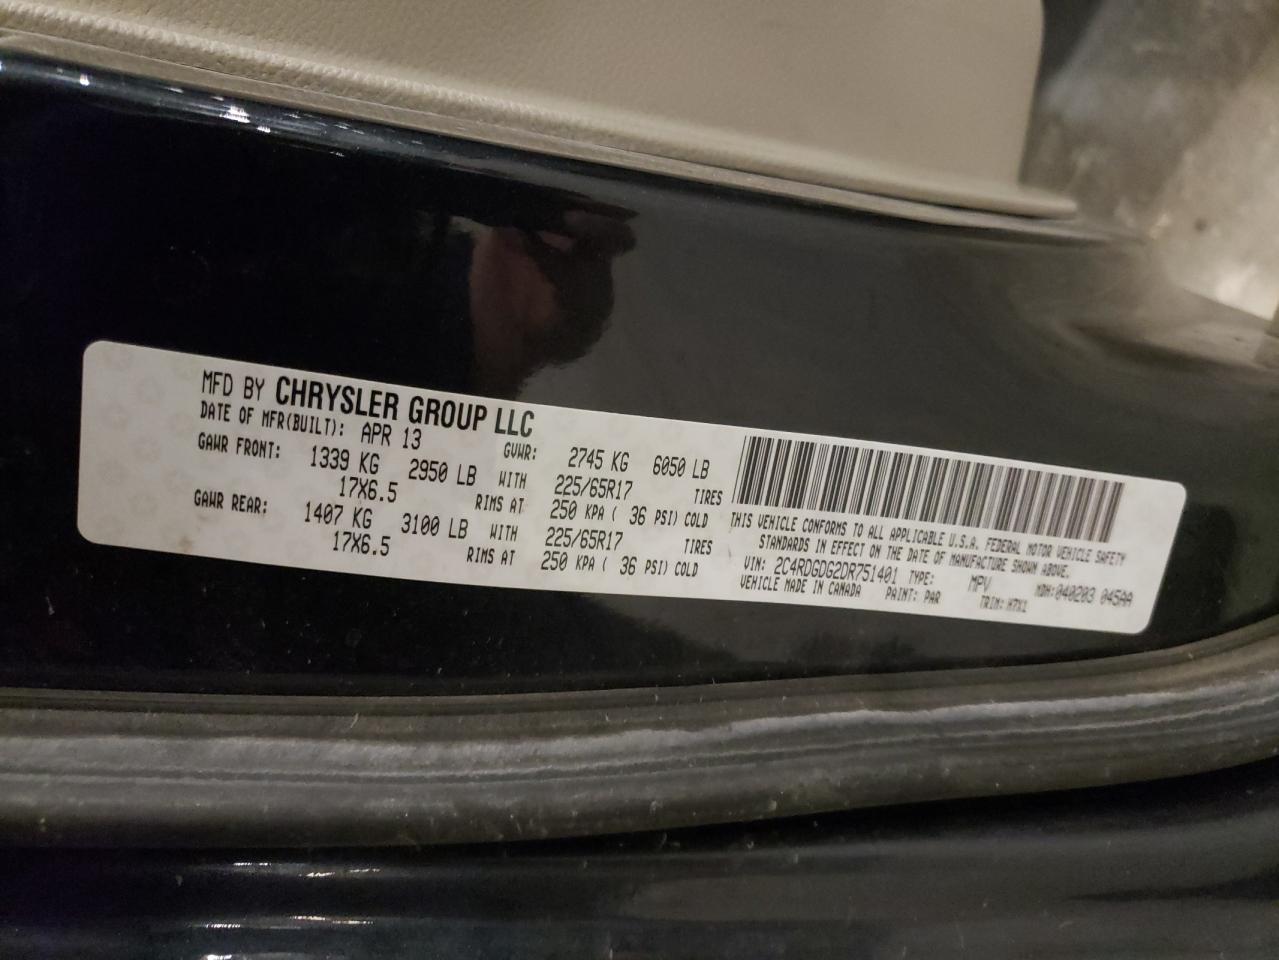 MFD BY CHRYSLER GROUP LLC
DATE OF MFR(BUILT): APR 13 GVWR: 2745 KG 6050 LB
GAWR FRONT: 1339 KG 2950 LB WITH 225/65R17 TIRES
17X6.5 RIMS AT 250 KPA ( 36 PSI) COLD
GAWR REAR: 1407 KG 3100 LB WITH 225/65R17 TIRES
17X6.5 RIMS AT 250 KPA ( 36 PSI) COLD
THIS VEHICLE CONFORMS TO ALL APPLICABLE U.S.A. FEDERAL MOTOR VEHICLE SAFETY
STANDARDS IN EFFECT ON THE DATE OF MANUFACTURE SHOWN ABOVE.
VIN: 2C4RDGDG2DR751401 TYPE: MPV MDH:040203 045AA
VEHICLE MADE IN CANADA PAINT: PAR TRIM: H7X1